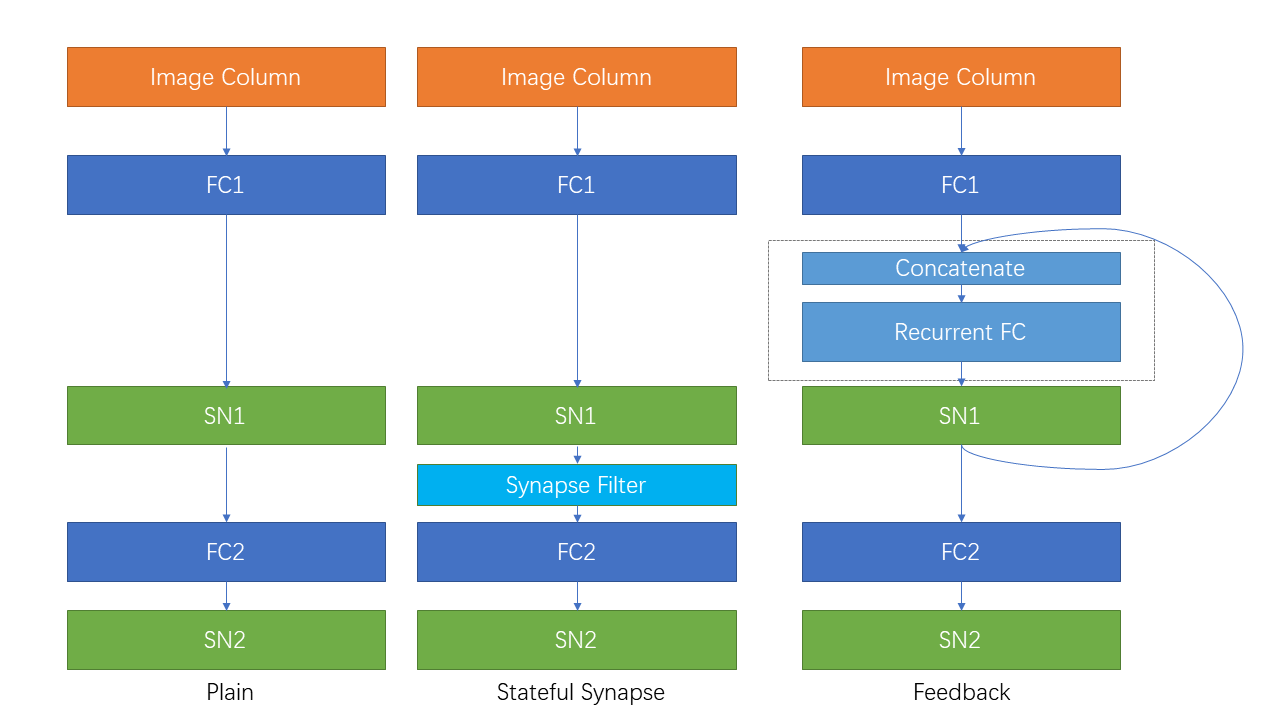 Image Column
FC1
SN1
FC2
SN2
Plain
Image Column
FC1
SN1
Synapse Filter
FC2
SN2
Stateful Synapse
Image Column
FC1
Concatenate
Recurrent FC
SN1
FC2
SN2
Feedback